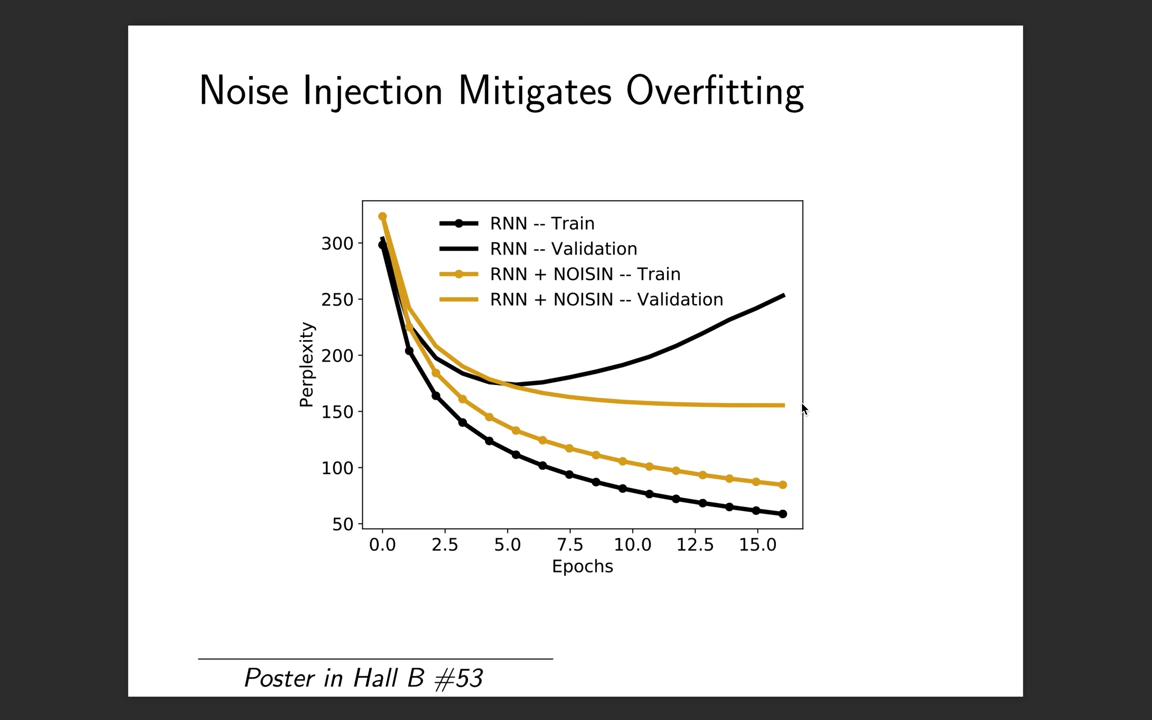 Noise Injection Mitigates Overfitting
RNN -- Train
RNN -- Validation
RNN + NOISIN -- Train
RNN + NOISIN -- Validation
Perplexity
300
250
200
150
100
50
0.0 2.5 5.0 7.5 10.0 12.5 15.0
Epochs
Poster in Hall B #53